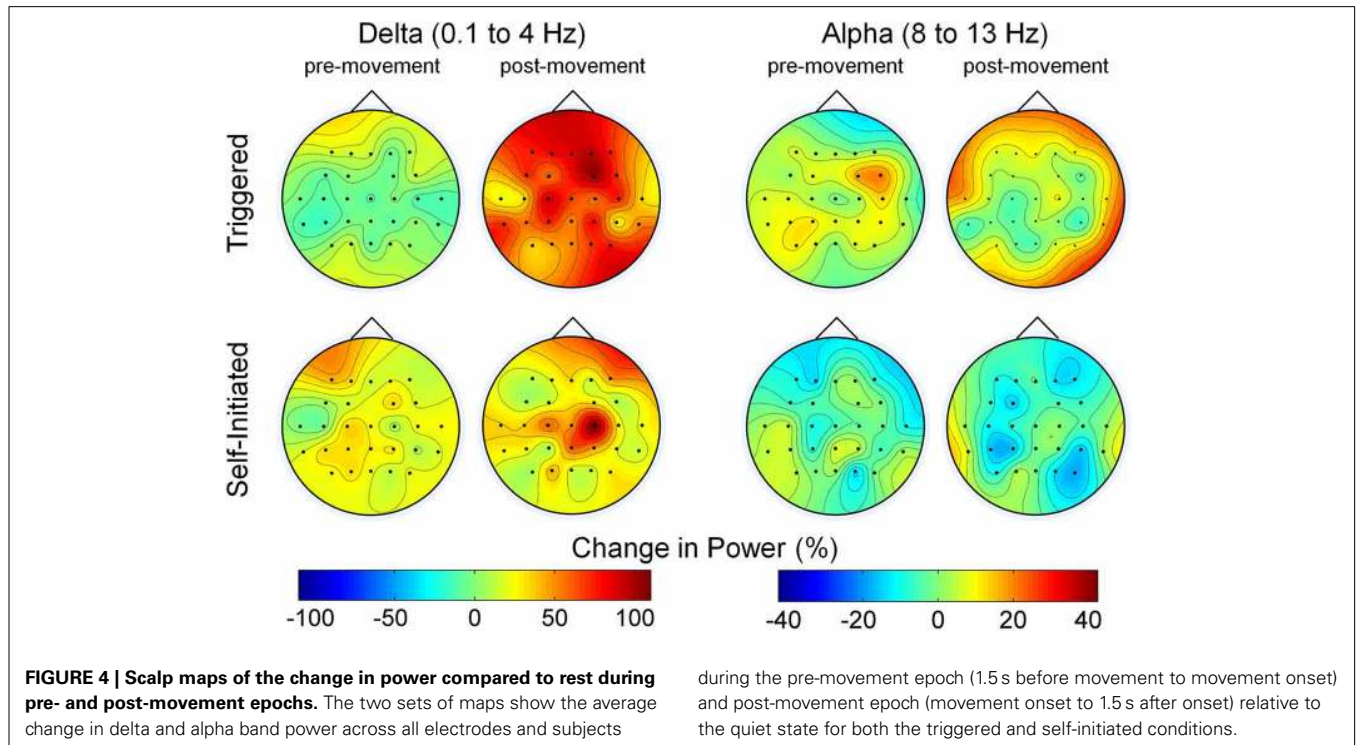 Delta (0.1 to 4 Hz)
Alpha (8 to 13 Hz)
pre-movement
post-movement
pre-movement
post-movement
Triggered
Self-Initiated
Change in Power (%)
-100 -50 0 50 100
-40 -20 0 20 40
FIGURE 4 | Scalp maps of the change in power compared to rest during
pre- and post-movement epochs. The two sets of maps show the average
change in delta and alpha band power across all electrodes and subjects
during the pre-movement epoch (1.5 s before movement to movement onset)
and post-movement epoch (movement onset to 1.5 s after onset) relative to
the quiet state for both the triggered and self-initiated conditions.